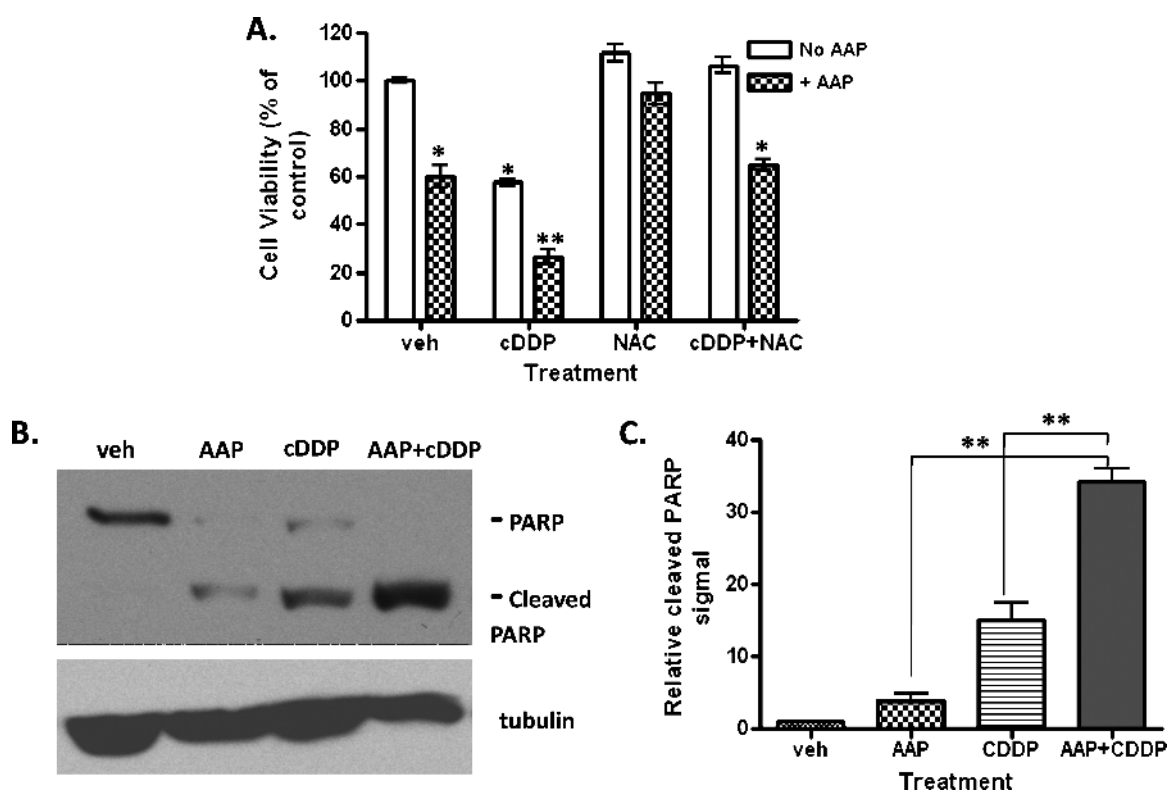 A.
No AAP
+ AAP
Cell Viability (% of
control)
120
100
80
60
40
20
0
*
*
**
*
veh
cDDP
NAC
cDDP+NAC
Treatment
B.
veh
AAP
cDDP
AAP+cDDP
- PARP
- Cleaved
PARP
tubulin
C.
Relative cleaved PARP
sigmal
40
30
20
10
0
**
**
veh
AAP
CDDP
AAP+CDDP
Treatment